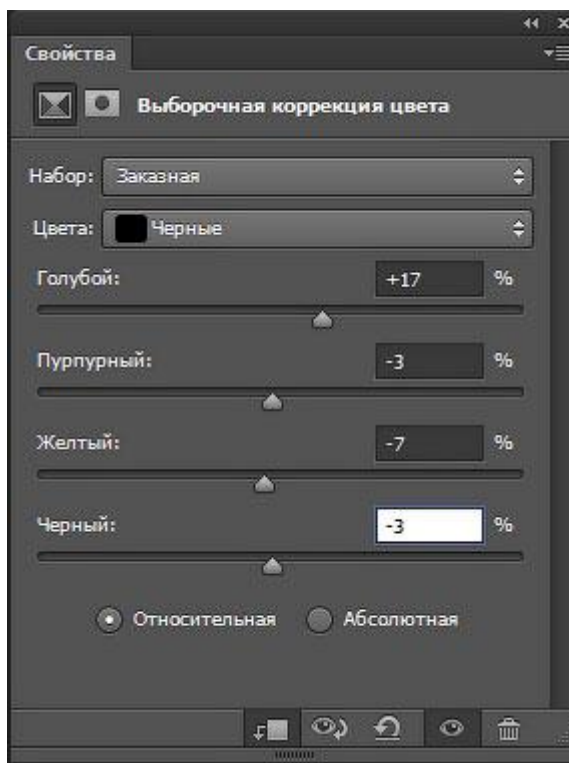 Свойства
Выборочная коррекция цвета
Набор: Заказная
Цвета: Черные
Голубой: +17 %
Пурпурный: -3 %
Желтый: -7 %
Черный: -3 %
Относительная Абсолютная